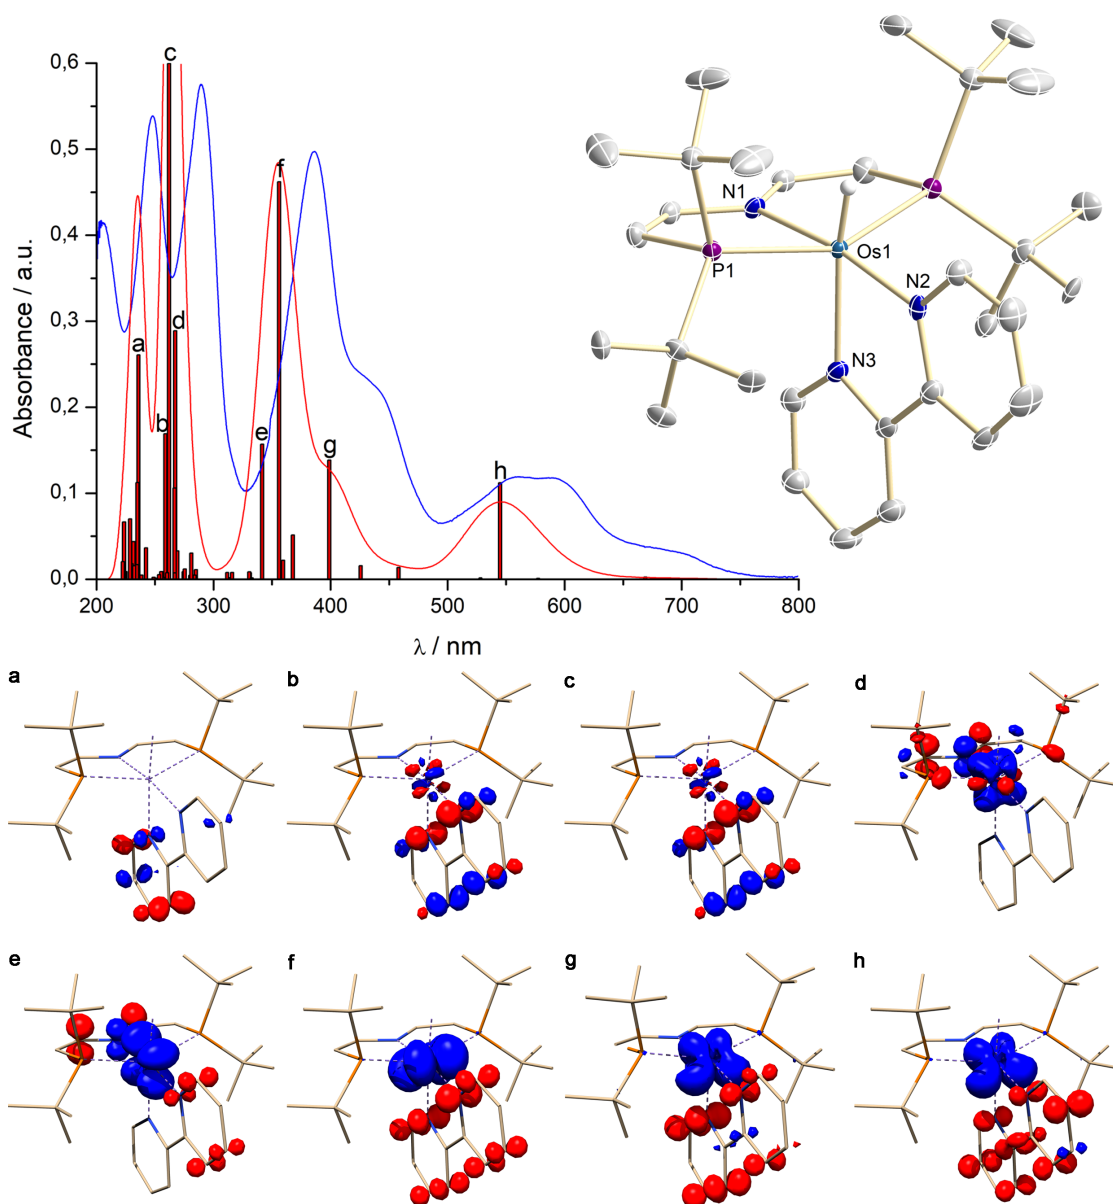 0,6
0,5
0,4
0,3
0,2
0,1
0,0
Absorbance / a.u.
200 300 400 500 600 700 800
λ / nm
c
f
d
a
b
e
g
h
N1
Os1
P1
N2
N3
a b c d
e f g h